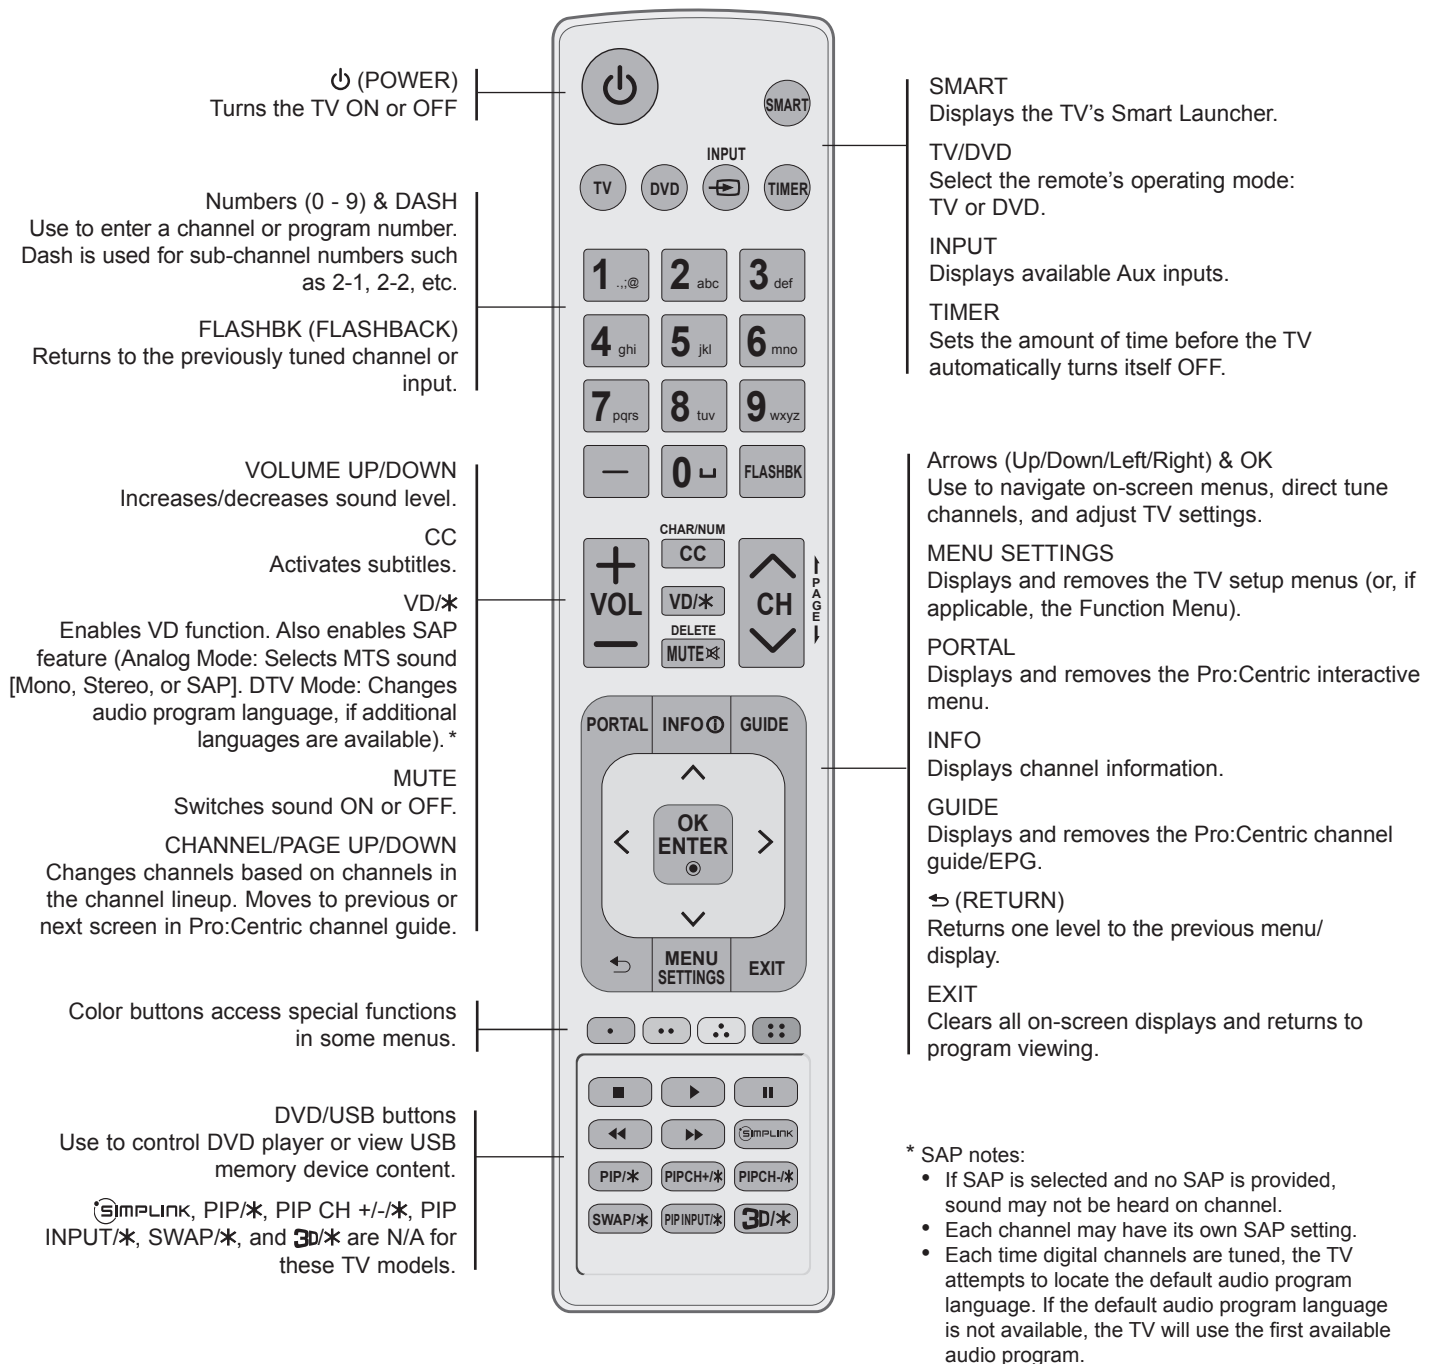 ⏻ (POWER)
Turns the TV ON or OFF
Numbers (0 - 9) & DASH
Use to enter a channel or program number.
Dash is used for sub-channel numbers such
as 2-1, 2-2, etc.
FLASHBK (FLASHBACK)
Returns to the previously tuned channel or
input.
VOLUME UP/DOWN
Increases/decreases sound level.
CC
Activates subtitles.
VD/*
Enables VD function. Also enables SAP
feature (Analog Mode: Selects MTS sound
[Mono, Stereo, or SAP]. DTV Mode: Changes
audio program language, if additional
languages are available). *
MUTE
Switches sound ON or OFF.
CHANNEL/PAGE UP/DOWN
Changes channels based on channels in
the channel lineup. Moves to previous or
next screen in Pro:Centric channel guide.
Color buttons access special functions
in some menus.
DVD/USB buttons
Use to control DVD player or view USB
memory device content.
SIMPLINK, PIP/*, PIP CH +/-/*, PIP
INPUT/*, SWAP/*, and 3D/* are N/A for
these TV models.
SMART
INPUT
TV DVD TIMER
1 .,;@ 2 abc 3 def
4 ghi 5 jkl 6 mno
7 pqrs 8 tuv 9 wxyz
— 0 FLASHBK
CHAR/NUM
CC
+ VOL —
VD/*
CH
PAGE
DELETE
MUTE
PORTAL INFO GUIDE
OK
ENTER
MENU
SETTINGS
EXIT
SIMPLINK
PIP/* PIPCH+/* PIPCH-/*
SWAP/* PIP INPUT/* 3D/*
SMART
Displays the TV's Smart Launcher.
TV/DVD
Select the remote's operating mode:
TV or DVD.
INPUT
Displays available Aux inputs.
TIMER
Sets the amount of time before the TV
automatically turns itself OFF.
Arrows (Up/Down/Left/Right) & OK
Use to navigate on-screen menus, direct tune
channels, and adjust TV settings.
MENU SETTINGS
Displays and removes the TV setup menus (or, if
applicable, the Function Menu).
PORTAL
Displays and removes the Pro:Centric interactive
menu.
INFO
Displays channel information.
GUIDE
Displays and removes the Pro:Centric channel
guide/EPG.
⮌ (RETURN)
Returns one level to the previous menu/
display.
EXIT
Clears all on-screen displays and returns to
program viewing.
* SAP notes:
• If SAP is selected and no SAP is provided,
sound may not be heard on channel.
• Each channel may have its own SAP setting.
• Each time digital channels are tuned, the TV
attempts to locate the default audio program
language. If the default audio program language
is not available, the TV will use the first available
audio program.